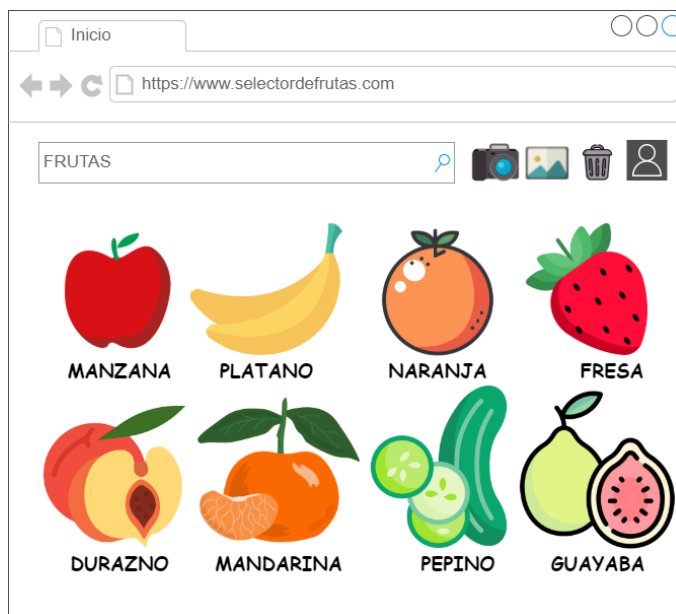 Inicio
https://www.selectordefrutas.com
FRUTAS
MANZANA PLATANO NARANJA FRESA
DURAZNO MANDARINA PEPINO GUAYABA